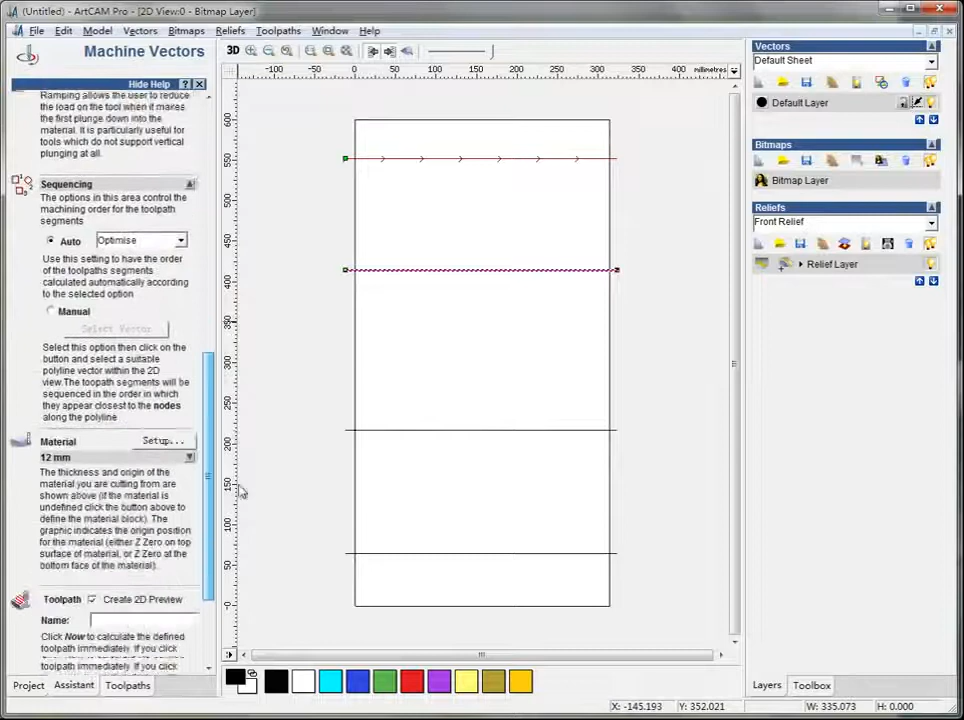 (Untitled) - ArtCAM Pro - [2D View:0 - Bitmap Layer]
File Edit Model Vectors Bitmaps Reliefs Toolpaths Window Help
Machine Vectors
Hide Help ? X
Ramping allows the user to reduce
the load on the tool when it makes
the first plunge down into the
material. It is particularly useful for
tools which do not support vertical
plunging at all.
Sequencing
The options in this area control the
machining order for the toolpath
segments
Auto Optimise
Use this setting to have the order
of the toolpaths segments
calculated automatically according
to the selected option
Manual
Select Vector
Select this option then click on the
button and select a suitable
polyline vector within the 2D
view.The toopath segments will be
sequenced in the order in which
they appear closest to the nodes
along the polyline
Material Setup...
12 mm
The thickness and origin of the
material you are cutting from are
shown above (if the material is
undefined click the button above to
define the material block). The
graphic indicates the origin position
for the material (either Z Zero on top
surface of material, or Z Zero at the
bottom face of the material).
Toolpath Create 2D Preview
Name:
Click Now to calculate the defined
toolpath immediately. If you click
Project Assistant Toolpaths
3D
-100 -50 0 50 100 150 200 250 300 350 400 millimetres
600
550
500
450
400
350
300
250
200
150
100
50
-0
Vectors
Default Sheet
Default Layer
Bitmaps
Bitmap Layer
Reliefs
Front Relief
Relief Layer
Layers Toolbox
X: -145.193 Y: 352.021 W: 335.073 H: 0.000